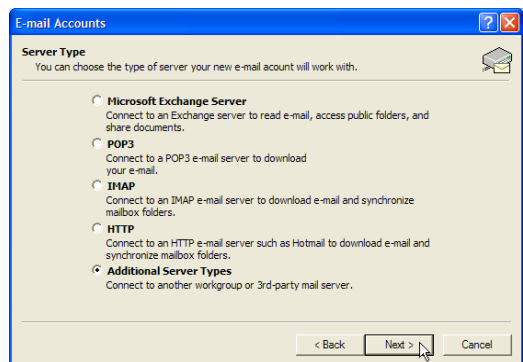 E-mail Accounts
Server Type
You can choose the type of server your new e-mail acount will work with.
Microsoft Exchange Server
Connect to an Exchange server to read e-mail, access public folders, and
share documents.
POP3
Connect to a POP3 e-mail server to download
your e-mail.
IMAP
Connect to an IMAP e-mail server to download e-mail and synchronize
mailbox folders.
HTTP
Connect to an HTTP e-mail server such as Hotmail to download e-mail and
synchronize mailbox folders.
Additional Server Types
Connect to another workgroup or 3rd-party mail server.
< Back Next > Cancel